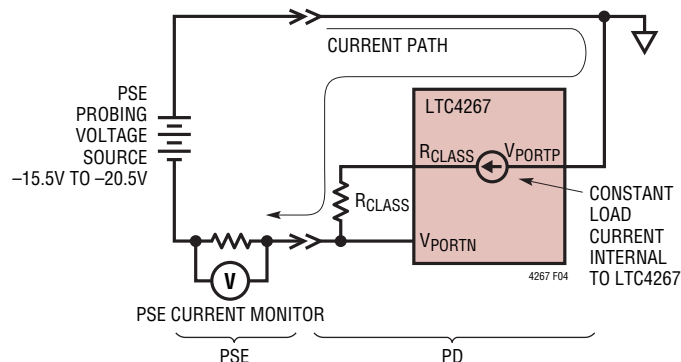 CURRENT PATH
PSE
PROBING
VOLTAGE
SOURCE
–15.5V TO –20.5V
LTC4267
RCLASS
VPORTP
RCLASS
VPORTN
CONSTANT
LOAD
CURRENT
INTERNAL
TO LTC4267
4267 F04
V
PSE CURRENT MONITOR
PSE
PD